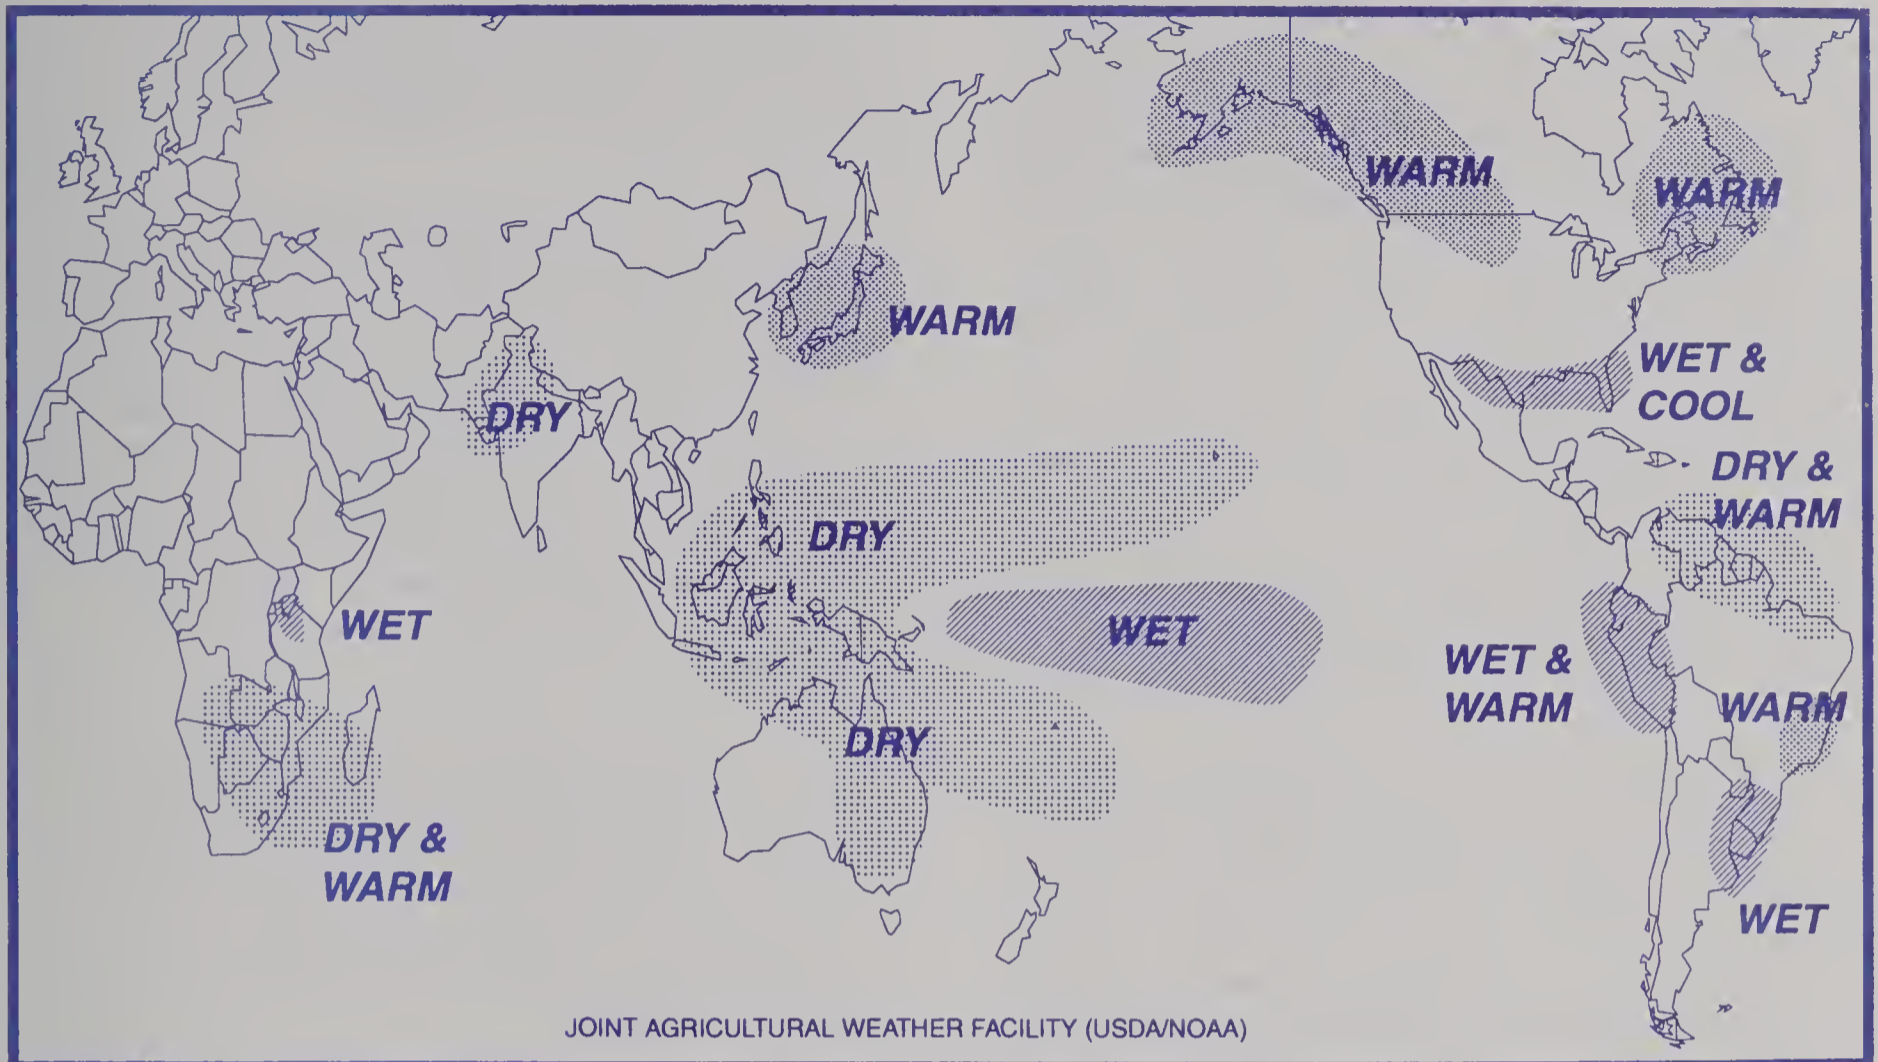 WARM
WARM
WARM
WET &
COOL
DRY
DRY &
WARM
DRY
WET
WET
WET &
WARM
WARM
DRY
DRY &
WARM
WET
JOINT AGRICULTURAL WEATHER FACILITY (USDA/NOAA)